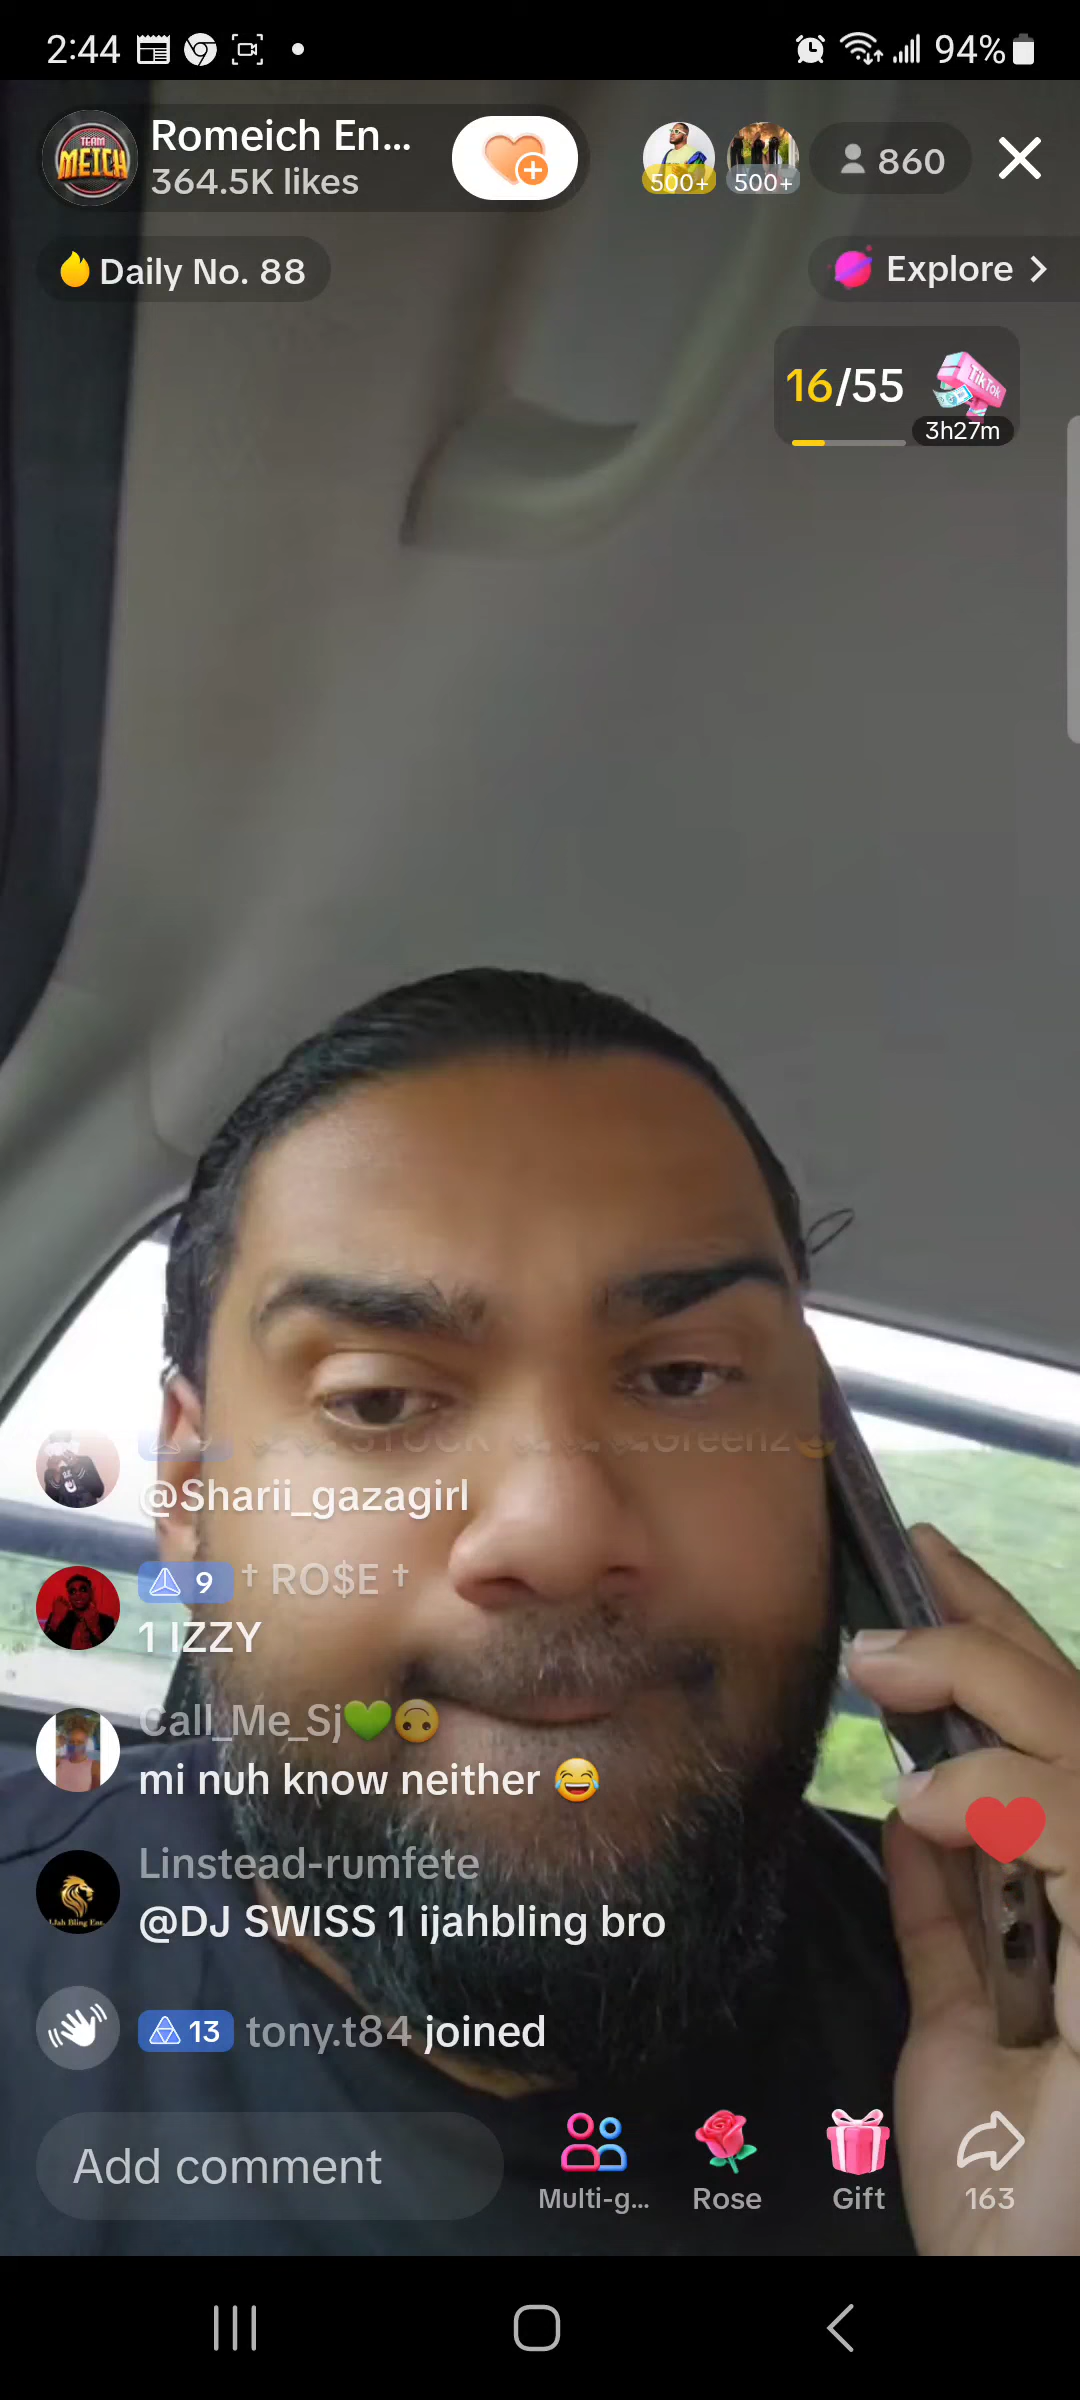 2:44
94%
TEAM
MEICH
Romeich En...
364.5K likes
500+
500+
860
Daily No. 88
Explore
16/55
TikTok
3h27m
@Sharii_gazagirl
9 † RO$E †
1 IZZY
Call_Me_Sj💚🙃
mi nuh know neither 😂
Linstead-rumfete
@DJ SWISS 1 ijahbling bro
13 tony.t84 joined
Add comment
Multi-g...
Rose
Gift
163